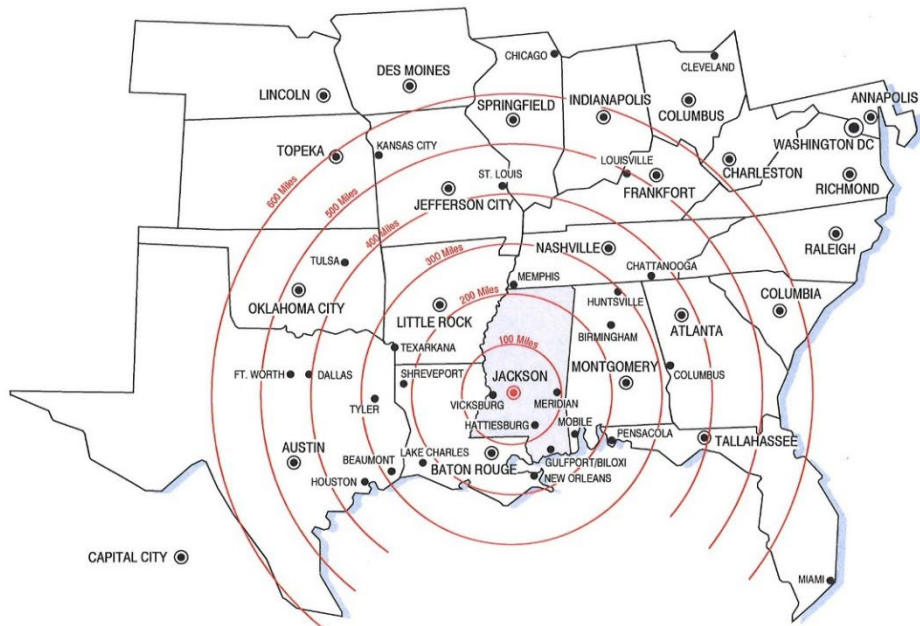 CHICAGO
CLEVELAND
DES MOINES
LINCOLN
SPRINGFIELD
INDIANAPOLIS
COLUMBUS
ANNAPOLIS
WASHINGTON DC
TOPEKA
KANSAS CITY
ST. LOUIS
LOUISVILLE
CHARLESTON
JEFFERSON CITY
FRANKFORT
RICHMOND
600 Miles
500 Miles
400 Miles
300 Miles
200 Miles
100 Miles
NASHVILLE
RALEIGH
TULSA
MEMPHIS
CHATTANOOGA
OKLAHOMA CITY
LITTLE ROCK
HUNTSVILLE
COLUMBIA
BIRMINGHAM
ATLANTA
TEXARKANA
FT. WORTH
DALLAS
SHREVEPORT
JACKSON
MONTGOMERY
COLUMBUS
TYLER
VICKSBURG
MERIDIAN
HATTIESBURG
MOBILE
PENSACOLA
TALLAHASSEE
AUSTIN
BEAUMONT
LAKE CHARLES
BATON ROUGE
GULFPORT/BILOXI
HOUSTON
NEW ORLEANS
CAPITAL CITY
MIAMI